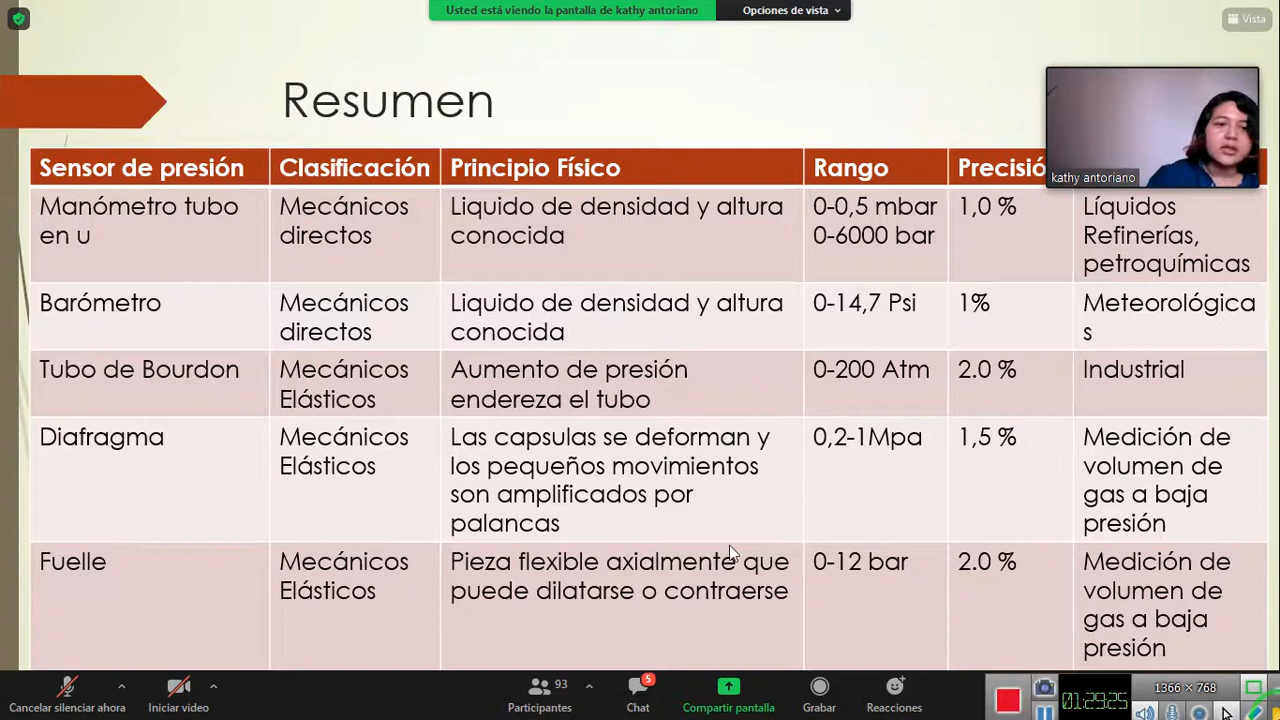 Usted está viendo la pantalla de kathy antoriano
Opciones de vista
Vista
Resumen
kathy antoriano
Sensor de presión Clasificación Principio Físico Rango Precisió
Manómetro tubo en u
Mecánicos directos
Liquido de densidad y altura conocida
0-0,5 mbar
0-6000 bar
1,0 %
Líquidos
Refinerías,
petroquímicas
Barómetro
Mecánicos directos
Liquido de densidad y altura conocida
0-14,7 Psi
1%
Meteorológica
s
Tubo de Bourdon
Mecánicos
Elásticos
Aumento de presión
endereza el tubo
0-200 Atm
2.0 %
Industrial
Diafragma
Mecánicos
Elásticos
Las capsulas se deforman y
los pequeños movimientos
son amplificados por
palancas
0,2-1Mpa
1,5 %
Medición de
volumen de
gas a baja
presión
Fuelle
Mecánicos
Elásticos
Pieza flexible axialmente que
puede dilatarse o contraerse
0-12 bar
2.0 %
Medición de
volumen de
gas a baja
presión
Cancelar silenciar ahora
Iniciar video
93
Participantes
5
Chat
Compartir pantalla
Grabar
Reacciones
01:29:25
1366 × 768